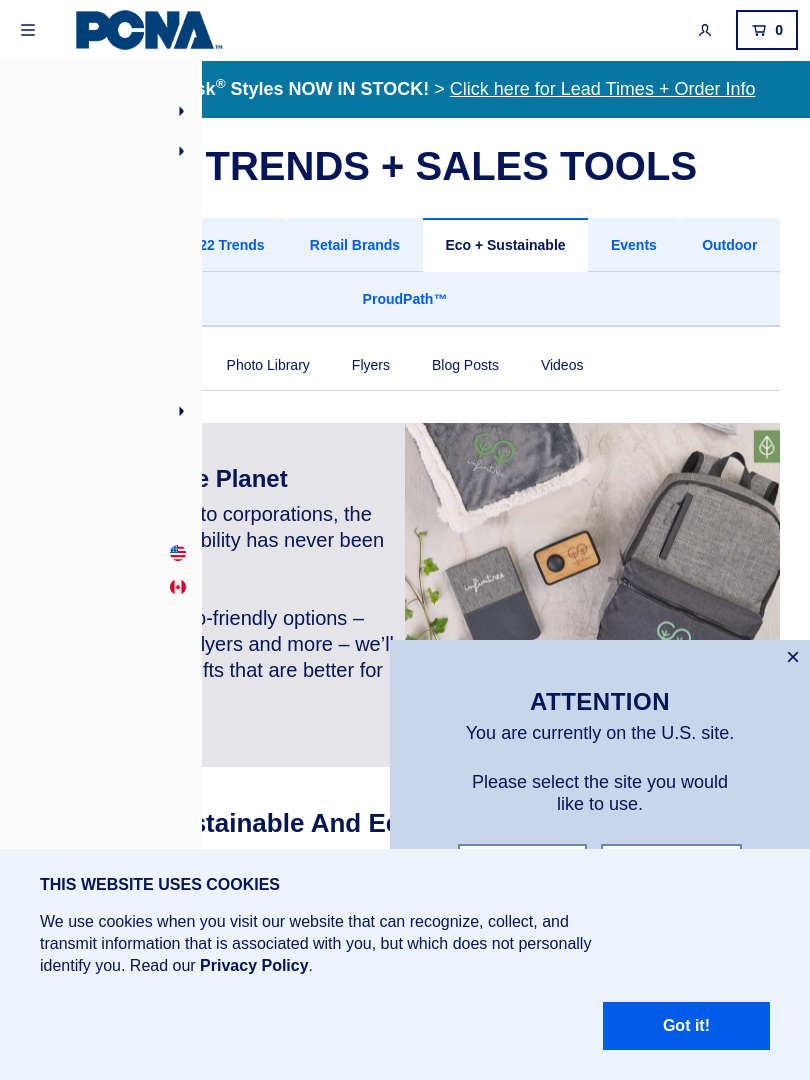 PCNA™
0
sk® Styles NOW IN STOCK! > Click here for Lead Times + Order Info
TRENDS + SALES TOOLS
22 Trends
Retail Brands
Eco + Sustainable
Events
Outdoor
ProudPath™
Photo Library
Flyers
Blog Posts
Videos
e Planet
to corporations, the
bility has never been
o-friendly options –
lyers and more – we'll
fts that are better for
infinitree
infinitree
ATTENTION
You are currently on the U.S. site.
Please select the site you would
like to use.
stainable And Ec
THIS WEBSITE USES COOKIES
We use cookies when you visit our website that can recognize, collect, and
transmit information that is associated with you, but which does not personally
identify you. Read our Privacy Policy.
Got it!